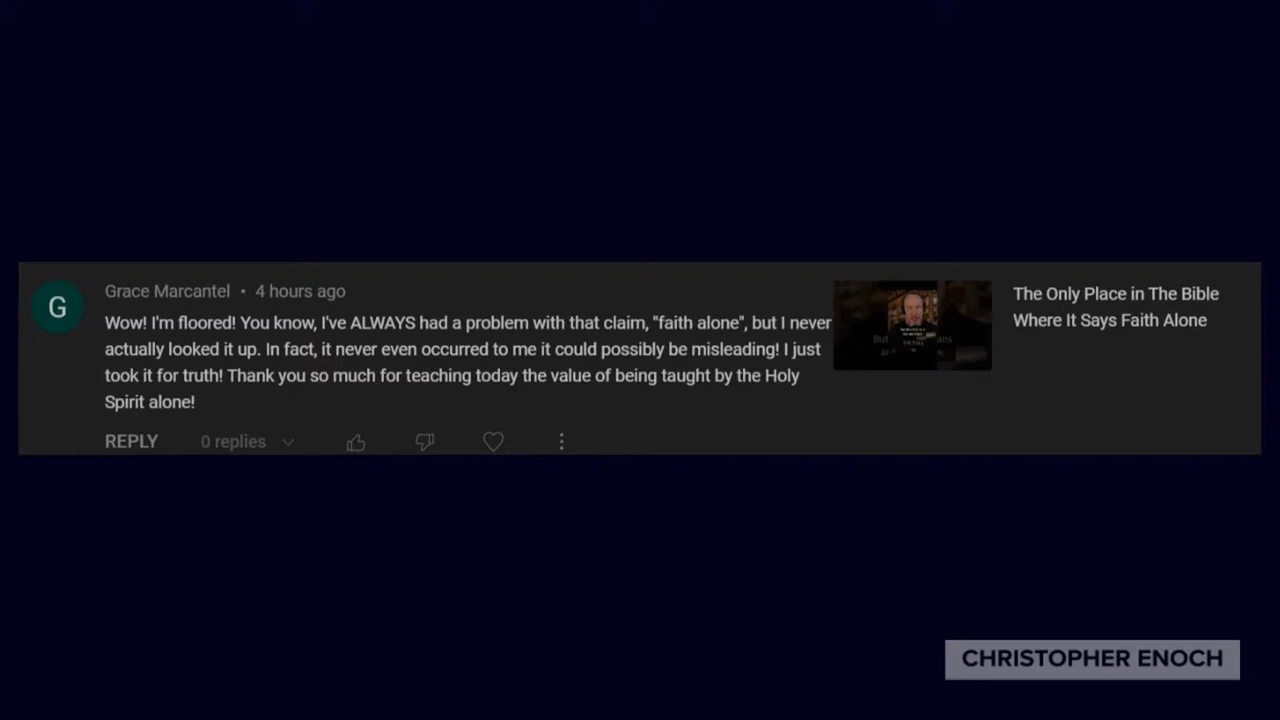 G
Grace Marcantel • 4 hours ago
Wow! I'm floored! You know, I've ALWAYS had a problem with that claim, "faith alone", but I never
actually looked it up. In fact, it never even occurred to me it could possibly be misleading! I just
took it for truth! Thank you so much for teaching today the value of being taught by the Holy
Spirit alone!
REPLY 0 replies
But ans
The Only Place in The Bible
Where It Says Faith Alone
CHRISTOPHER ENOCH